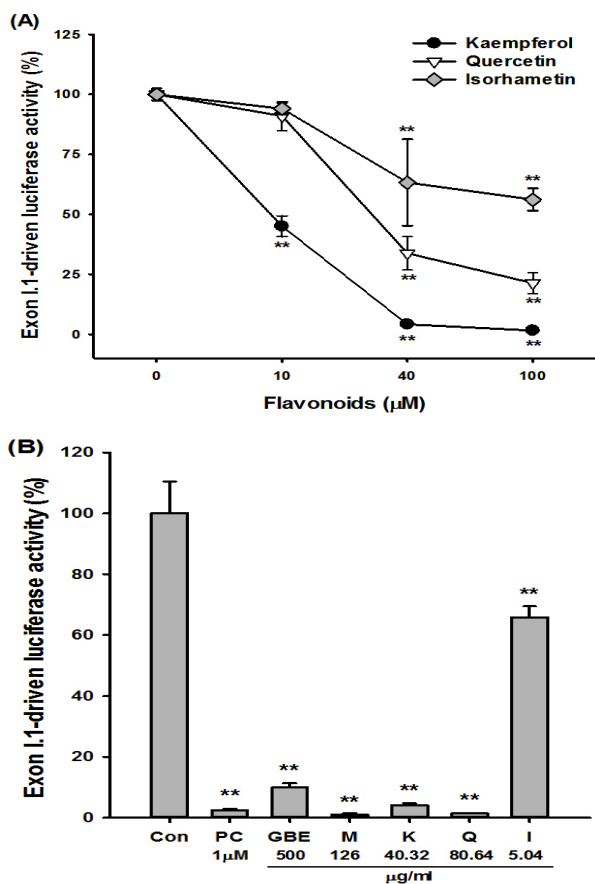 (A)
Exon I.1-driven luciferase activity (%)
125
100
75
50
25
0
Kaempferol
Quercetin
Isorhametin
**
**
**
**
**
**
**
0 10 40 100
Flavonoids (µM)
(B)
Exon I.1-driven luciferase activity (%)
120
100
80
60
40
20
0
**
**
**
**
**
**
Con PC GBE M K Q I
1µM 500 126 40.32 80.64 5.04
µg/ml